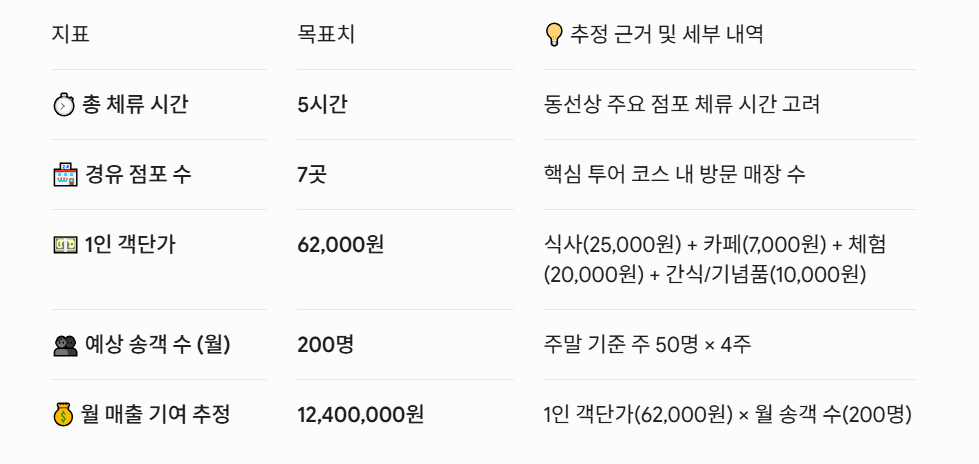 지표 목표치 💡 추정 근거 및 세부 내역
총 체류 시간 5시간 동선상 주요 점포 체류 시간 고려
경유 점포 수 7곳 핵심 투어 코스 내 방문 매장 수
1인 객단가 62,000원 식사(25,000원) + 카페(7,000원) + 체험
(20,000원) + 간식/기념품(10,000원)
예상 송객 수 (월) 200명 주말 기준 주 50명 × 4주
월 매출 기여 추정 12,400,000원 1인 객단가(62,000원) × 월 송객 수(200명)